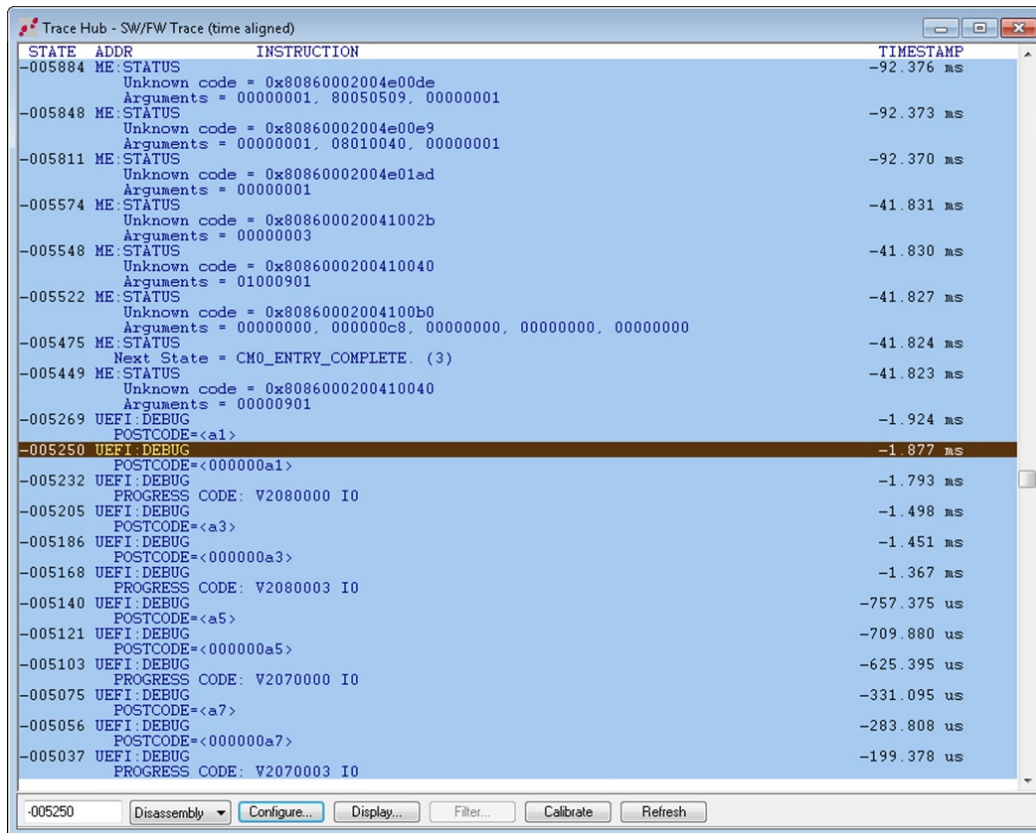 Trace Hub - SW/FW Trace (time aligned)
STATE ADDR INSTRUCTION TIMESTAMP
-005884 ME:STATUS -92.376 ms
Unknown code = 0x80860002004e00de
Arguments = 00000001, 80050509, 00000001
-005848 ME:STATUS -92.373 ms
Unknown code = 0x80860002004e00e9
Arguments = 00000001, 08010040, 00000001
-005811 ME:STATUS -92.370 ms
Unknown code = 0x80860002004e01ad
Arguments = 00000001
-005574 ME:STATUS -41.831 ms
Unknown code = 0x808600020041002b
Arguments = 00000003
-005548 ME:STATUS -41.830 ms
Unknown code = 0x8086000200410040
Arguments = 01000901
-005522 ME:STATUS -41.827 ms
Unknown code = 0x80860002004100b0
Arguments = 00000000, 000000c8, 00000000, 00000000, 00000000
-005475 ME:STATUS -41.824 ms
Next State = CM0_ENTRY_COMPLETE. (3)
-005449 ME:STATUS -41.823 ms
Unknown code = 0x8086000200410040
Arguments = 00000901
-005269 UEFI:DEBUG -1.924 ms
POSTCODE=<a1>
-005250 UEFI:DEBUG -1.877 ms
POSTCODE=<000000a1>
-005232 UEFI:DEBUG -1.793 ms
PROGRESS CODE: V2080000 I0
-005205 UEFI:DEBUG -1.498 ms
POSTCODE=<a3>
-005186 UEFI:DEBUG -1.451 ms
POSTCODE=<000000a3>
-005168 UEFI:DEBUG -1.367 ms
PROGRESS CODE: V2080003 I0
-005140 UEFI:DEBUG -757.375 us
POSTCODE=<a5>
-005121 UEFI:DEBUG -709.880 us
POSTCODE=<000000a5>
-005103 UEFI:DEBUG -625.395 us
PROGRESS CODE: V2070000 I0
-005075 UEFI:DEBUG -331.095 us
POSTCODE=<a7>
-005056 UEFI:DEBUG -283.808 us
POSTCODE=<000000a7>
-005037 UEFI:DEBUG -199.378 us
PROGRESS CODE: V2070003 I0
-005250 Disassembly Configure... Display... Filter... Calibrate Refresh